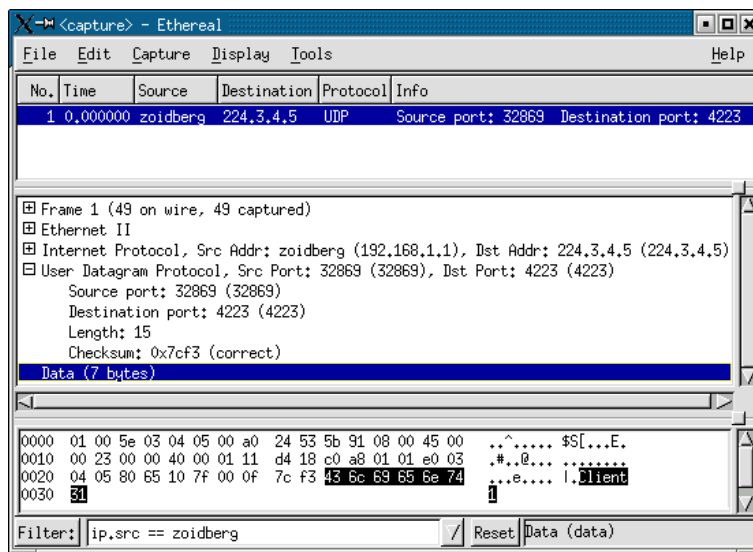 <capture> - Ethereal
File Edit Capture Display Tools Help
No. Time Source Destination Protocol Info
1 0.000000 zoidberg 224.3.4.5 UDP Source port: 32869 Destination port: 4223
Frame 1 (49 on wire, 49 captured)
Ethernet II
Internet Protocol, Src Addr: zoidberg (192.168.1.1), Dst Addr: 224.3.4.5 (224.3.4.5)
User Datagram Protocol, Src Port: 32869 (32869), Dst Port: 4223 (4223)
Source port: 32869 (32869)
Destination port: 4223 (4223)
Length: 15
Checksum: 0x7cf3 (correct)
Data (7 bytes)
0000 01 00 5e 03 04 05 00 a0 24 53 5b 91 08 00 45 00 ..^..... $S[...E.
0010 00 23 00 00 40 00 01 11 d4 18 c0 a8 01 01 e0 03 .#..@... ........
0020 04 05 80 65 10 7f 00 0f 7c f3 43 6c 69 65 6e 74 ...e.... |.Client
0030 31 1
Filter: ip.src == zoidberg Reset Data (data)